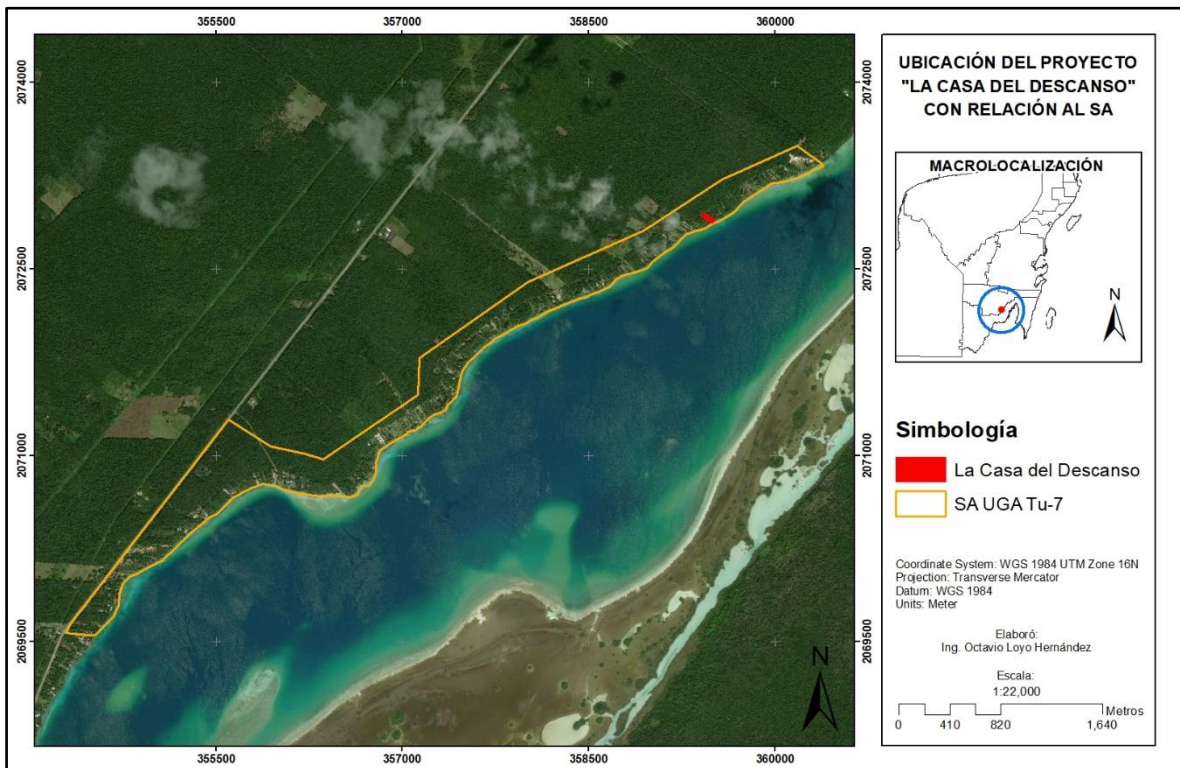 355500 357000 358500 360000
2074000
2072500
2071000
2069500
2074000
2072500
2071000
2069500
355500 357000 358500 360000
N
UBICACIÓN DEL PROYECTO
"LA CASA DEL DESCANSO"
CON RELACIÓN AL SA
MACROLOCALIZACIÓN
N
Simbología
La Casa del Descanso
SA UGA Tu-7
Coordinate System: WGS 1984 UTM Zone 16N
Projection: Transverse Mercator
Datum: WGS 1984
Units: Meter
Elaboró:
Ing. Octavio Loyo Hernández
Escala:
1:22,000
Metros
0 410 820 1,640